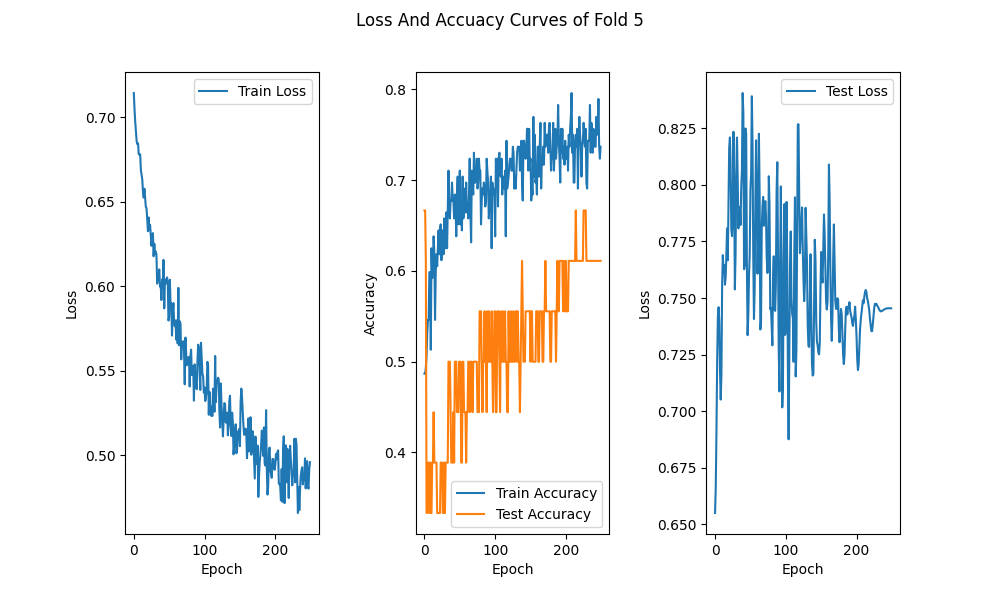 Loss And Accuacy Curves of Fold 5
Train Loss
0.70
0.65
0.60
0.55
0.50
Loss
0 100 200
Epoch
0.8
0.7
0.6
0.5
0.4
Accuracy
Train Accuracy
Test Accuracy
0 100 200
Epoch
Test Loss
0.825
0.800
0.775
0.750
0.725
0.700
0.675
0.650
Loss
0 100 200
Epoch